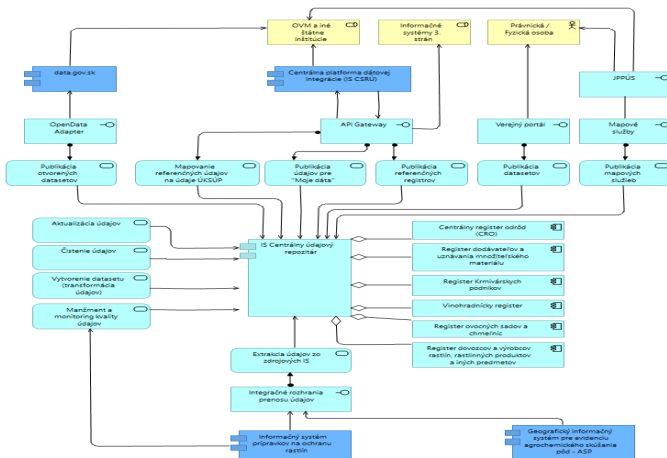 OVM a iné
štátne
inštitúcie
Informačné
systémy 3.
strán
Právnická /
Fyzická osoba
data.gov.sk
Centrálna platforma dátovej
integrácie (IS CSRÚ)
JPPÚS
OpenData
Adapter
API Gateway
Verejný portál
Mapové
služby
Publikácia
otvorených
datasetov
Mapovanie
referenčných údajov
na údaje ÚKSÚP
Publikácia
údajov pre
"Moje dáta"
Publikácia
referenčných
registrov
Publikácia
datasetov
Publikácia
mapových
služieb
Aktualizácia údajov
Čistenie údajov
Vytvorenie datasetu
(transformácia
údajov)
Manžment a
monitoring kvality
údajov
IS Centrálny údajový
repozitár
Centrálny register odrôd
(CRO)
Register dodávateľov a
uznávania množiteľského
materiálu
Register Krmivárskych
podnikov
Vinohradnícky register
Register ovocných sadov a
chmeľníc
Register dovozcov a výrobcov
rastlín, rastlinných produktov
a iných predmetov
Extrakcia údajov zo
zdrojových IS
Integračné rozhrania
prenosu údajov
Informačný systém
prípravkov na ochranu
rastlín
Geografický informačný
systém pre evidenciu
agrochemického skúšania
pôd - ASP